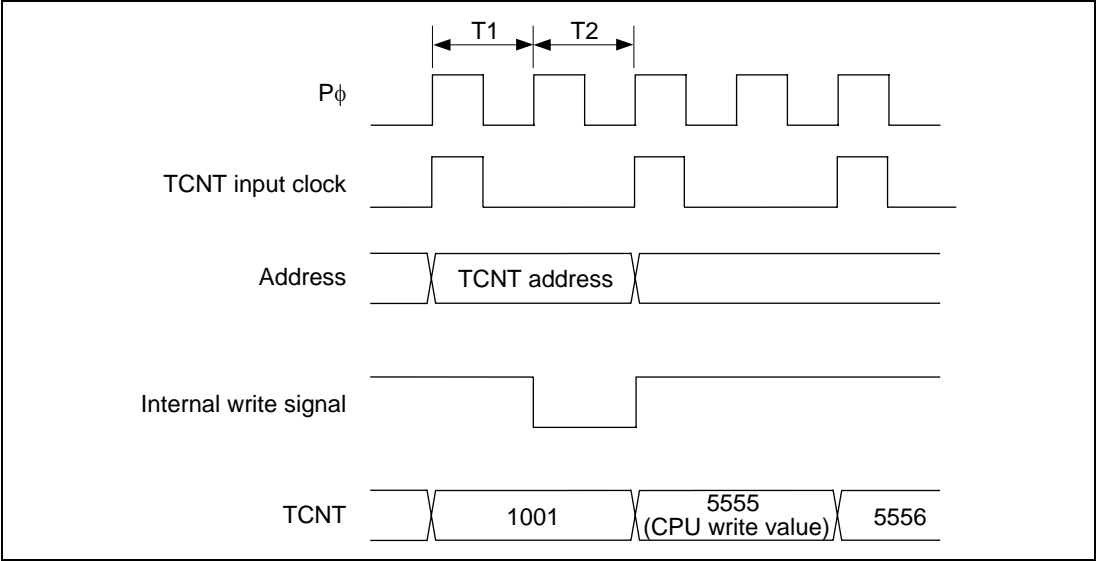 T1 T2
Pϕ
TCNT input clock
Address
TCNT address
Internal write signal
TCNT
1001
5555
(CPU write value)
5556